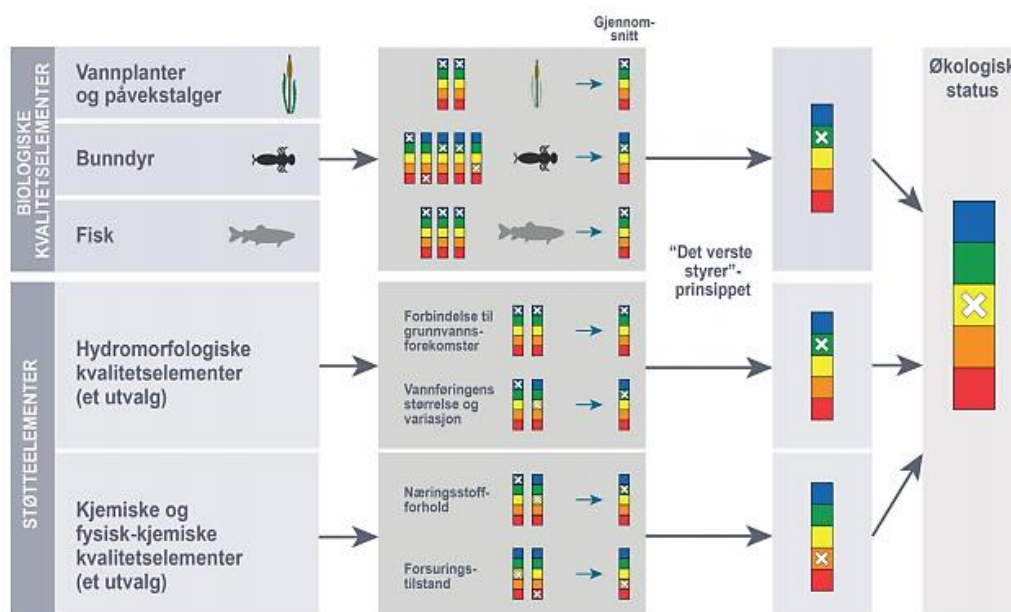 Gjennom-
snitt
BIOLOGISKE
KVALITETSELEMENTER
Vannplanter
og påvekstalger
Bunndyr
Fisk
"Det verste
styrer"-
prinsippet
Økologisk
status
STØTTEELEMENTER
Hydromorfologiske
kvalitetselementer
(et utvalg)
Forbindelse til
grunnvanns-
forekomster
Vannføringens
størrelse og
variasjon
Kjemiske og
fysisk-kjemiske
kvalitetselementer
(et utvalg)
Næringsstoff-
forhold
Forsurings-
tilstand